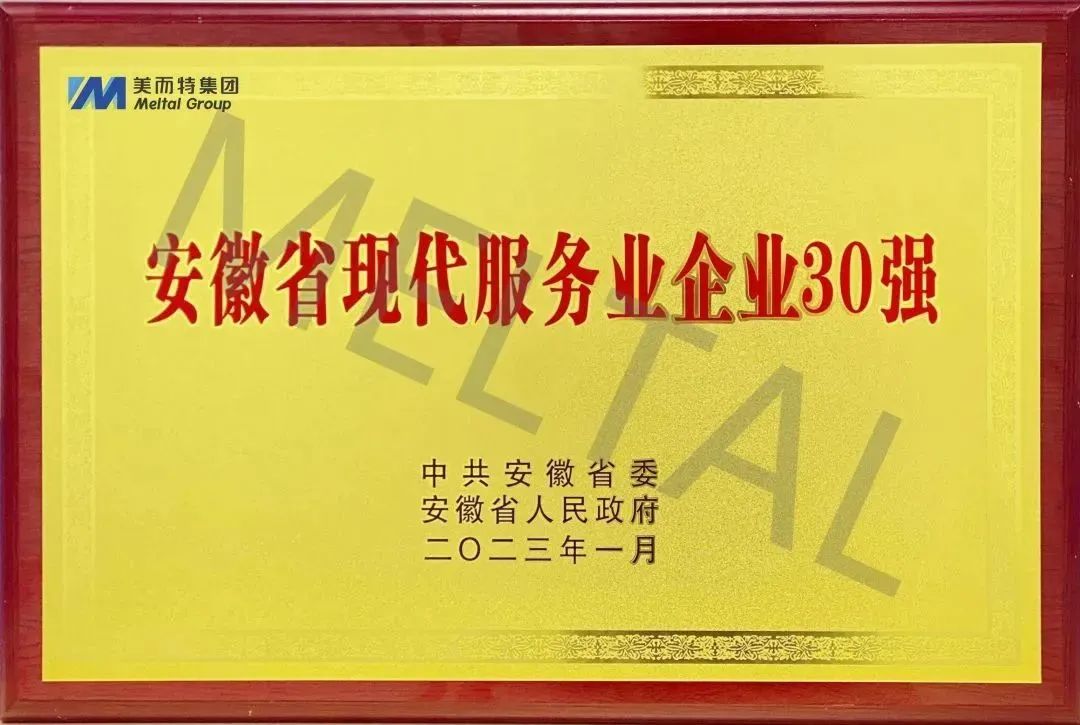 美而特集团
Meltal Group
安徽省现代服务业企业30强
中共安徽省委
安徽省人民政府
二〇二三年一月
MELTAL